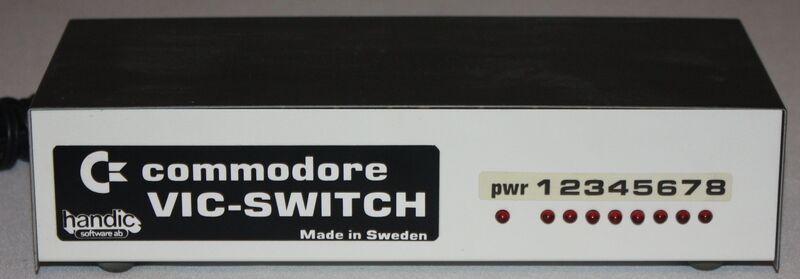 commodore
VIC-SWITCH
handic
software ab
Made in Sweden
pwr 12345678